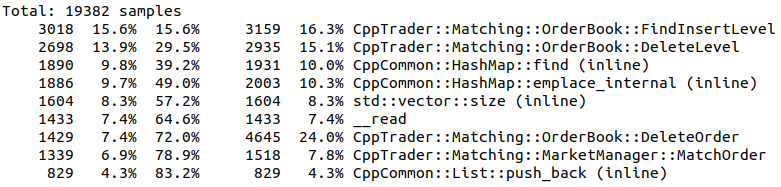 Total: 19382 samples
3018 15.6% 15.6% 3159 16.3% CppTrader::Matching::OrderBook::FindInsertLevel
2698 13.9% 29.5% 2935 15.1% CppTrader::Matching::OrderBook::DeleteLevel
1890 9.8% 39.2% 1931 10.0% CppCommon::HashMap::find (inline)
1886 9.7% 49.0% 2003 10.3% CppCommon::HashMap::emplace_internal (inline)
1604 8.3% 57.2% 1604 8.3% std::vector::size (inline)
1433 7.4% 64.6% 1433 7.4% __read
1429 7.4% 72.0% 4645 24.0% CppTrader::Matching::OrderBook::DeleteOrder
1339 6.9% 78.9% 1518 7.8% CppTrader::Matching::MarketManager::MatchOrder
829 4.3% 83.2% 829 4.3% CppCommon::List::push_back (inline)